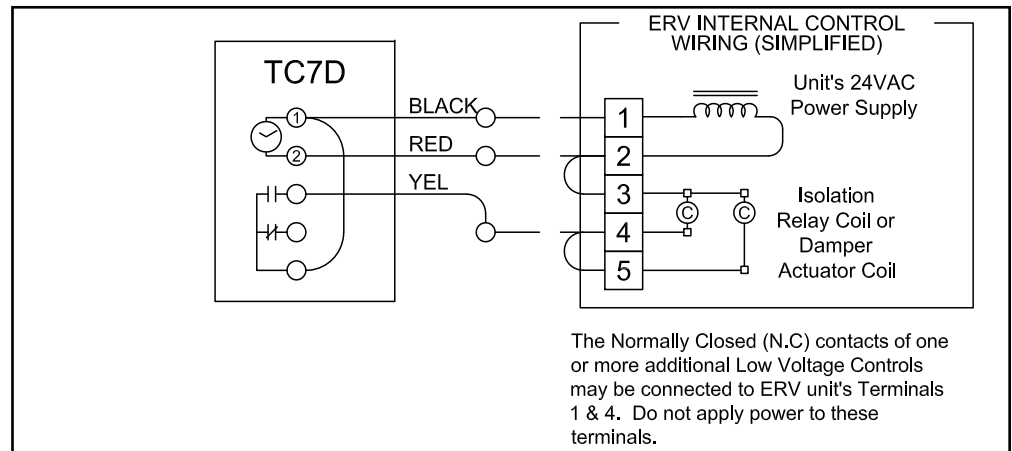 ERV INTERNAL CONTROL
WIRING (SIMPLIFIED)
TC7D
Unit's 24VAC
Power Supply
1
2
BLACK
RED
YEL
1
2
3
4
5
C
C
Isolation
Relay Coil or
Damper
Actuator Coil
The Normally Closed (N.C) contacts of one
or more additional Low Voltage Controls
may be connected to ERV unit's Terminals
1 & 4.  Do not apply power to these
terminals.